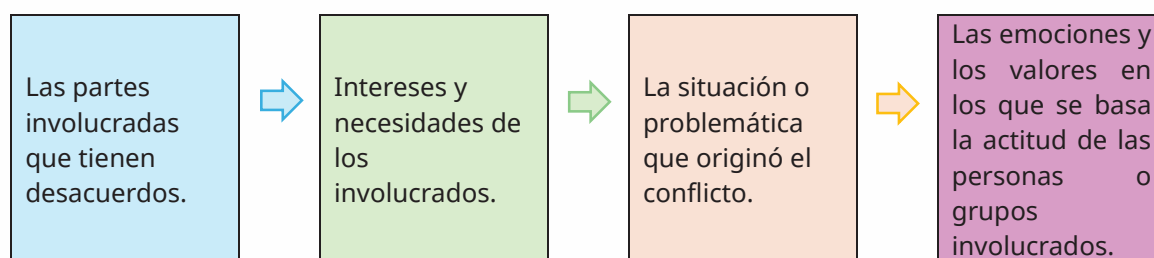 Las partes
involucradas
que tienen
desacuerdos.
Intereses y
necesidades de
los
involucrados.
La situación o
problemática
que originó el
conflicto.
Las emociones y
los valores en
los que se basa
la actitud de las
personas o
grupos
involucrados.